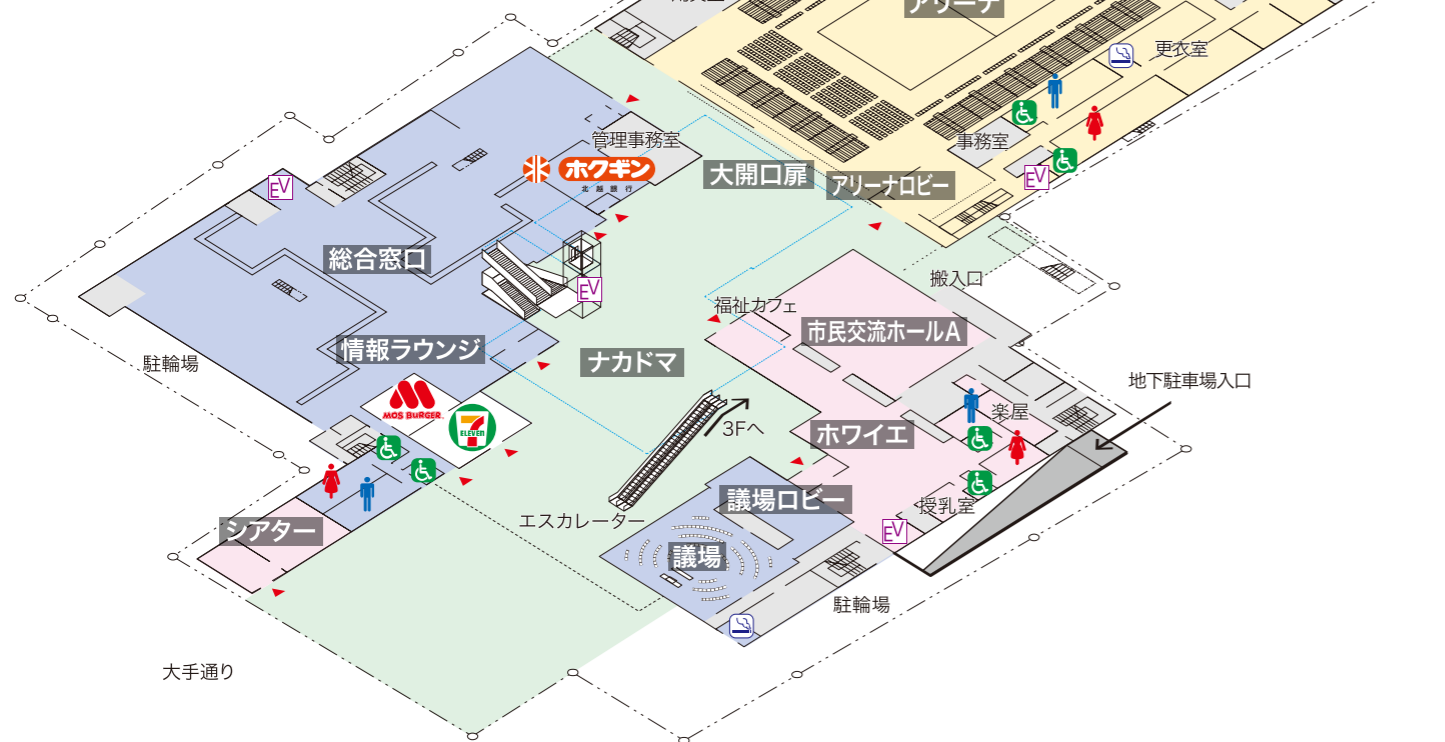 アリーナ
更衣室
管理事務室
事務室
ホクギン
北越銀行
大開口扉
アリーナロビー
EV
EV
総合窓口
搬入口
EV
福祉カフェ
市民交流ホールA
情報ラウンジ
ナカドマ
駐輪場
地下駐車場入口
MOS BURGER
7
ELEVEN
楽屋
3Fへ
ホワイエ
議場ロビー
授乳室
エスカレーター
シアター
EV
議場
駐輪場
大手通り